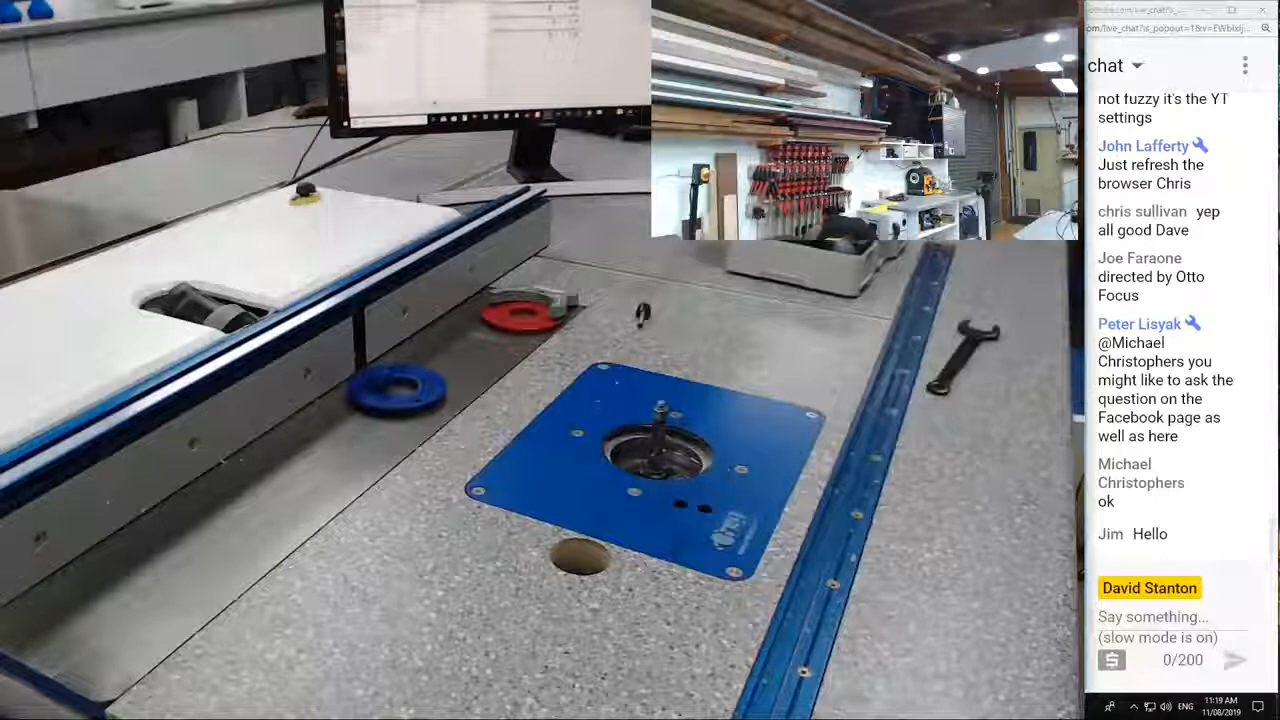 chat
not fuzzy it's the YT
settings
John Lafferty
Just refresh the
browser Chris
chris sullivan yep
all good Dave
Joe Faraone
directed by Otto
Focus
Peter Lisyak
@Michael
Christophers you
might like to ask the
question on the
Facebook page as
well as here
Michael
Christophers
ok
Jim Hello
David Stanton
Say something...
(slow mode is on)
0/200
ENG
11:19 AM
11/08/2019